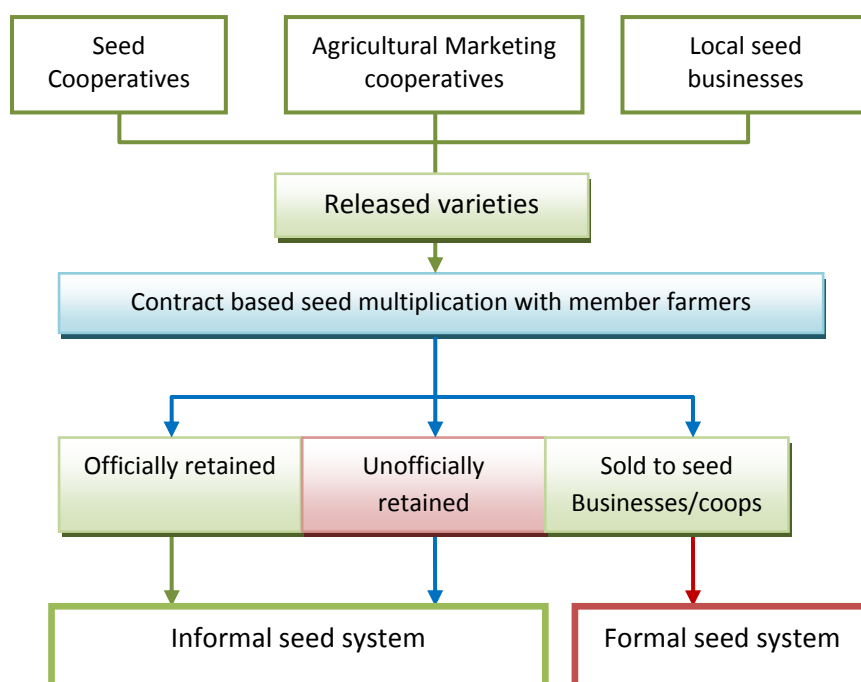 Seed
Cooperatives
Agricultural Marketing
cooperatives
Local seed
businesses
Released varieties
Contract based seed multiplication with member farmers
Officially retained
Unofficially
retained
Sold to seed
Businesses/coops
Informal seed system
Formal seed system